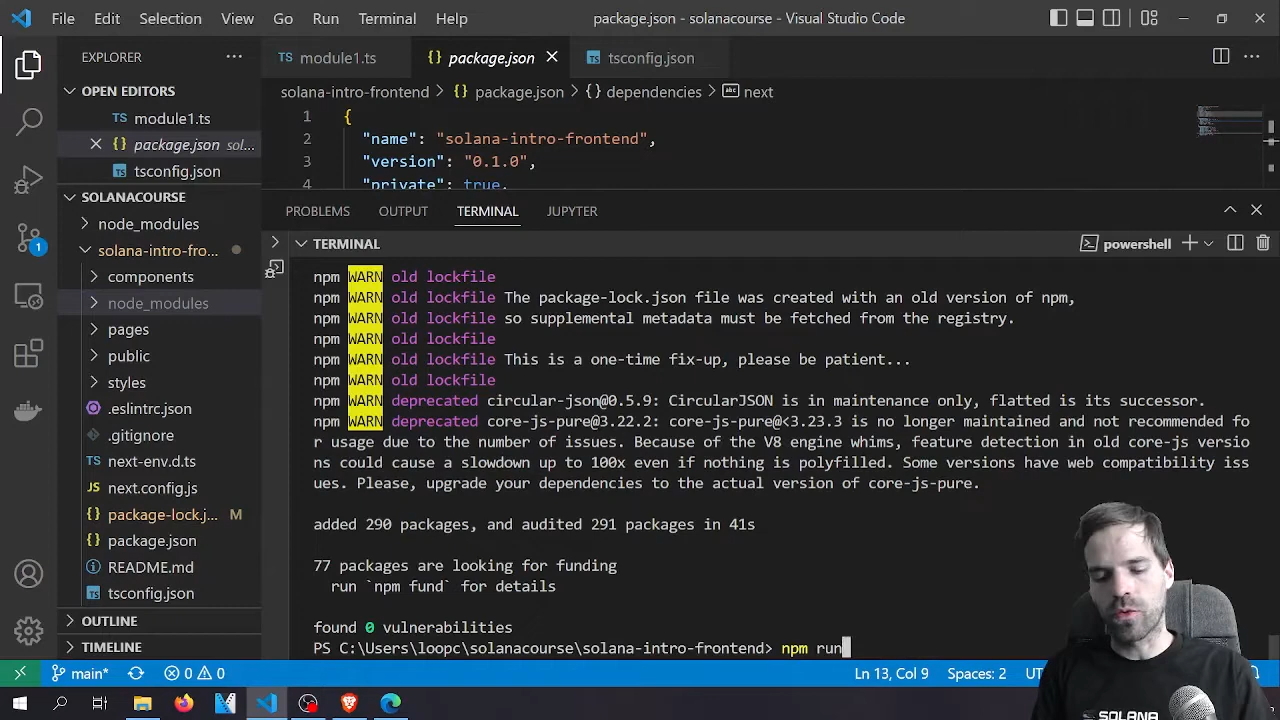 File Edit Selection View Go Run Terminal Help package.json - solanacourse - Visual Studio Code
EXPLORER
TS module1.ts {} package.json TS tsconfig.json
OPEN EDITORS
TS module1.ts
{} package.json sol...
TS tsconfig.json
SOLANACOURSE
node_modules
solana-intro-fro...
components
node_modules
pages
public
styles
.eslintrc.json
.gitignore
TS next-env.d.ts
JS next.config.js
{} package-lock.j... M
{} package.json
README.md
tsconfig.json
OUTLINE
TIMELINE
solana-intro-frontend > {} package.json > {} dependencies > abc next
1 {
2 "name": "solana-intro-frontend",
3 "version": "0.1.0",
4 "private": true,
PROBLEMS OUTPUT TERMINAL JUPYTER
TERMINAL powershell
npm WARN old lockfile
npm WARN old lockfile The package-lock.json file was created with an old version of npm,
npm WARN old lockfile so supplemental metadata must be fetched from the registry.
npm WARN old lockfile
npm WARN old lockfile This is a one-time fix-up, please be patient...
npm WARN old lockfile
npm WARN deprecated circular-json@0.5.9: CircularJSON is in maintenance only, flatted is its successor.
npm WARN deprecated core-js-pure@3.22.2: core-js-pure@<3.23.3 is no longer maintained and not recommended fo
r usage due to the number of issues. Because of the V8 engine whims, feature detection in old core-js versio
ns could cause a slowdown up to 100x even if nothing is polyfilled. Some versions have web compatibility iss
ues. Please, upgrade your dependencies to the actual version of core-js-pure.
added 290 packages, and audited 291 packages in 41s
77 packages are looking for funding
run `npm fund` for details
found 0 vulnerabilities
PS C:\Users\loopc\solanacourse\solana-intro-frontend> npm run
1
main* 0 0 Ln 13, Col 9 Spaces: 2 UT
SOLANA